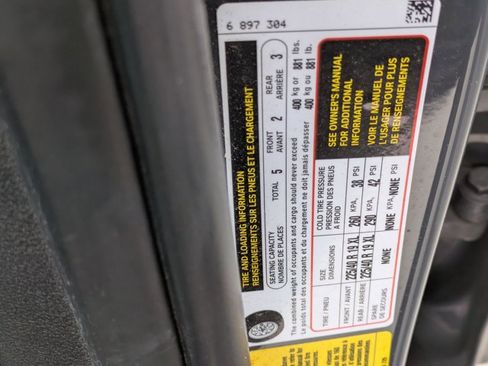 6 897 304
TIRE AND LOADING INFORMATION
RENSEIGNEMENTS SUR LES PNEUS ET LE CHARGEMENT
SEATING CAPACITY TOTAL 5 FRONT 2 REAR 3
NOMBRE DE PLACES AVANT ARRIÈRE
The combined weight of occupants and cargo should never exceed 400 kg or 881 lbs.
Le poids total des occupants et du chargement ne doit jamais dépasser 400 kg ou 881 lb.
TIRE / PNEU SIZE COLD TIRE PRESSURE
DIMENSIONS PRESSION DES PNEUS
A FROID
FRONT / AVANT 225/40 R 19 XL 260 KPA, 38 PSI
REAR / ARRIÈRE 225/40 R 19 XL 290 KPA, 42 PSI
SPARE NONE NONE KPA, NONE PSI
DE SECOURS
SEE OWNER'S MANUAL
FOR ADDITIONAL
INFORMATION
VOIR LE MANUEL DE
L'USAGER POUR PLUS
DE RENSEIGNEMENTS